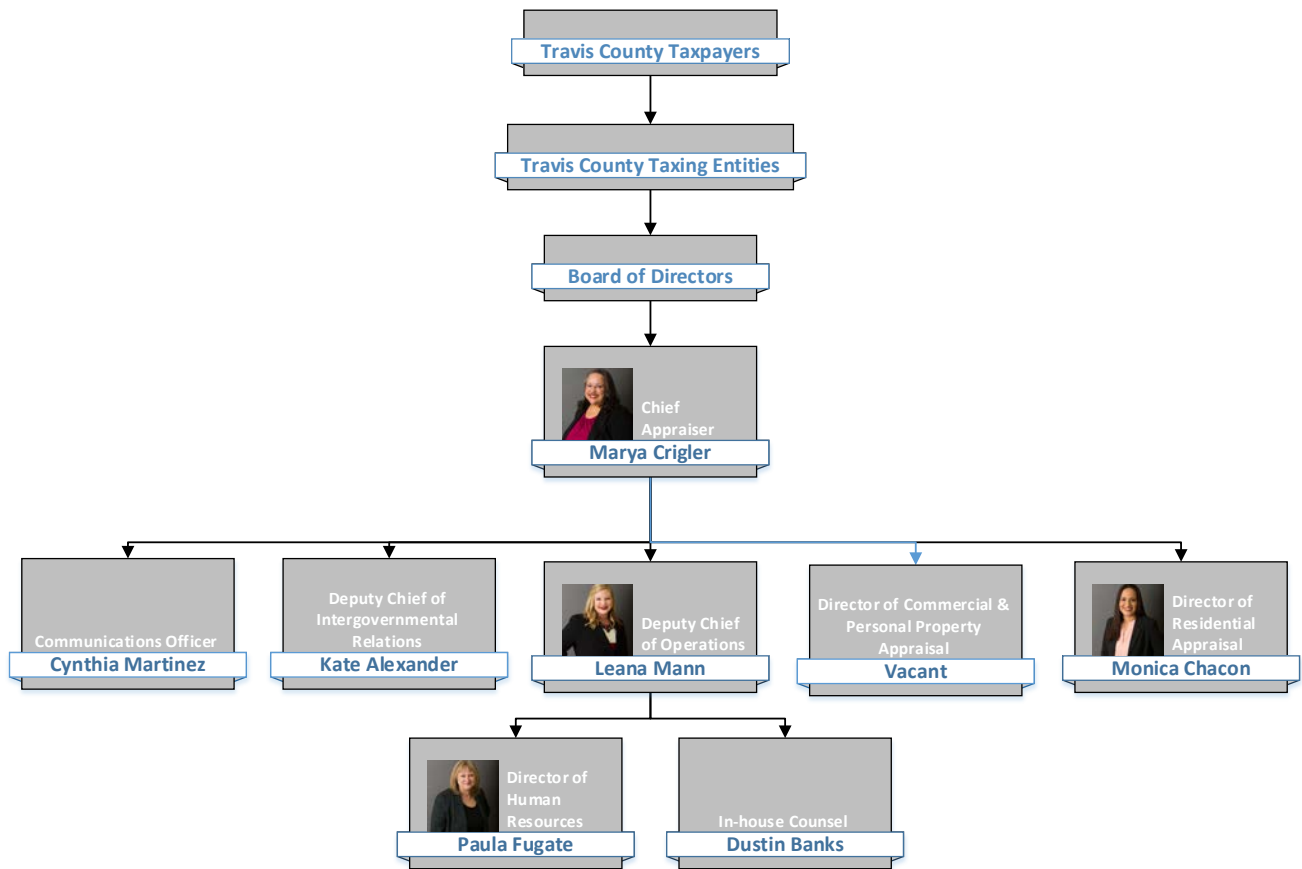 Travis County Taxpayers
Travis County Taxing Entities
Board of Directors
Chief
Appraiser
Marya Crigler
Communications Officer
Cynthia Martinez
Deputy Chief of
Intergovernmental
Relations
Kate Alexander
Deputy Chief
of Operations
Leana Mann
Director of Commercial &
Personal Property
Appraisal
Vacant
Director of
Residential
Appraisal
Monica Chacon
Director of
Human
Resources
Paula Fugate
In-house Counsel
Dustin Banks